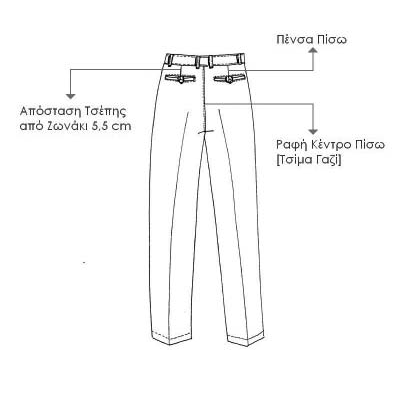 Πένσα Πίσω
Απόσταση Τσέπης
από Ζωνάκι 5,5 cm
Ραφή Κέντρο Πίσω
[Τσίμα Γαζί]